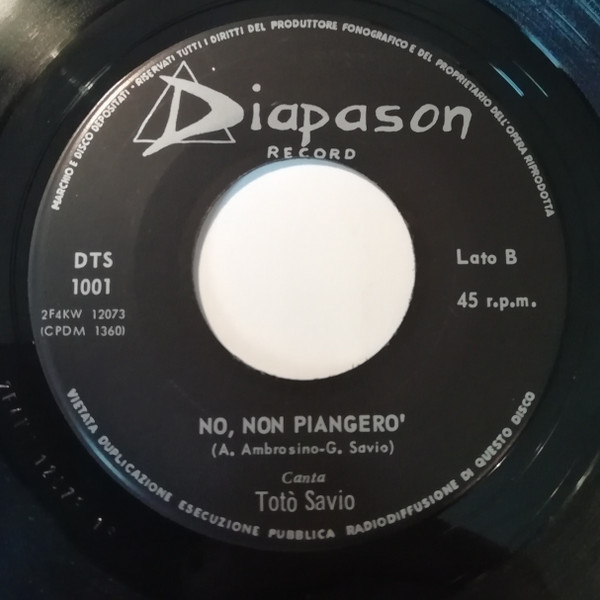 MARCHIO E DISCO DEPOSITATI - RISERVATI TUTTI I DIRITTI DEL PRODUTTORE FONOGRAFICO E DEL PROPRIETARIO DELL'OPERA RIPRODOTTA
Diapason
RECORD
DTS
1001
2F4KW 12073
(CPDM 1360)
Lato B
45 r.p.m.
NO, NON PIANGERO'
(A. Ambrosino-G. Savio)
Canta
Totò Savio
VIETATA DUPLICAZIONE ESECUZIONE PUBBLICA RADIODIFFUSIONE DI QUESTO DISCO